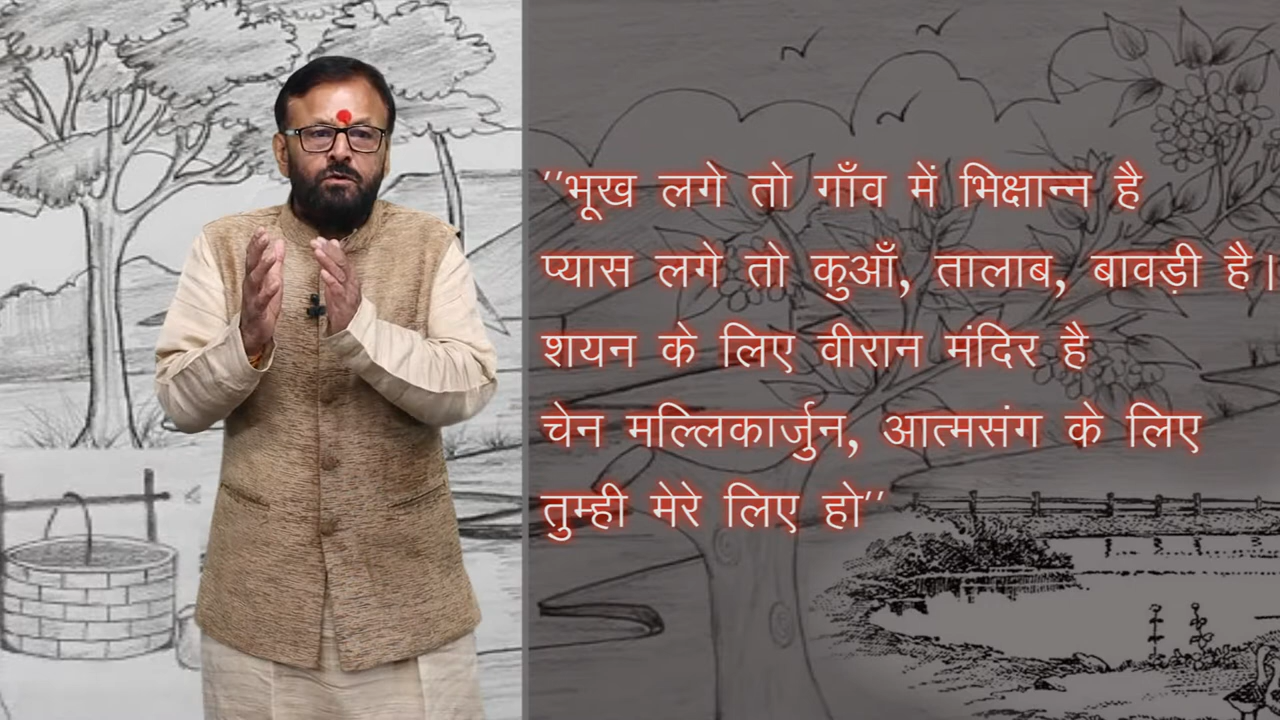 "भूख लगे तो गाँव में भिक्षान्न है
प्यास लगे तो कुआँ, तालाब, बावड़ी है।
शयन के लिए वीरान मंदिर है
चेन मल्लिकार्जुन, आत्मसंग के लिए
तुम्ही मेरे लिए हो"